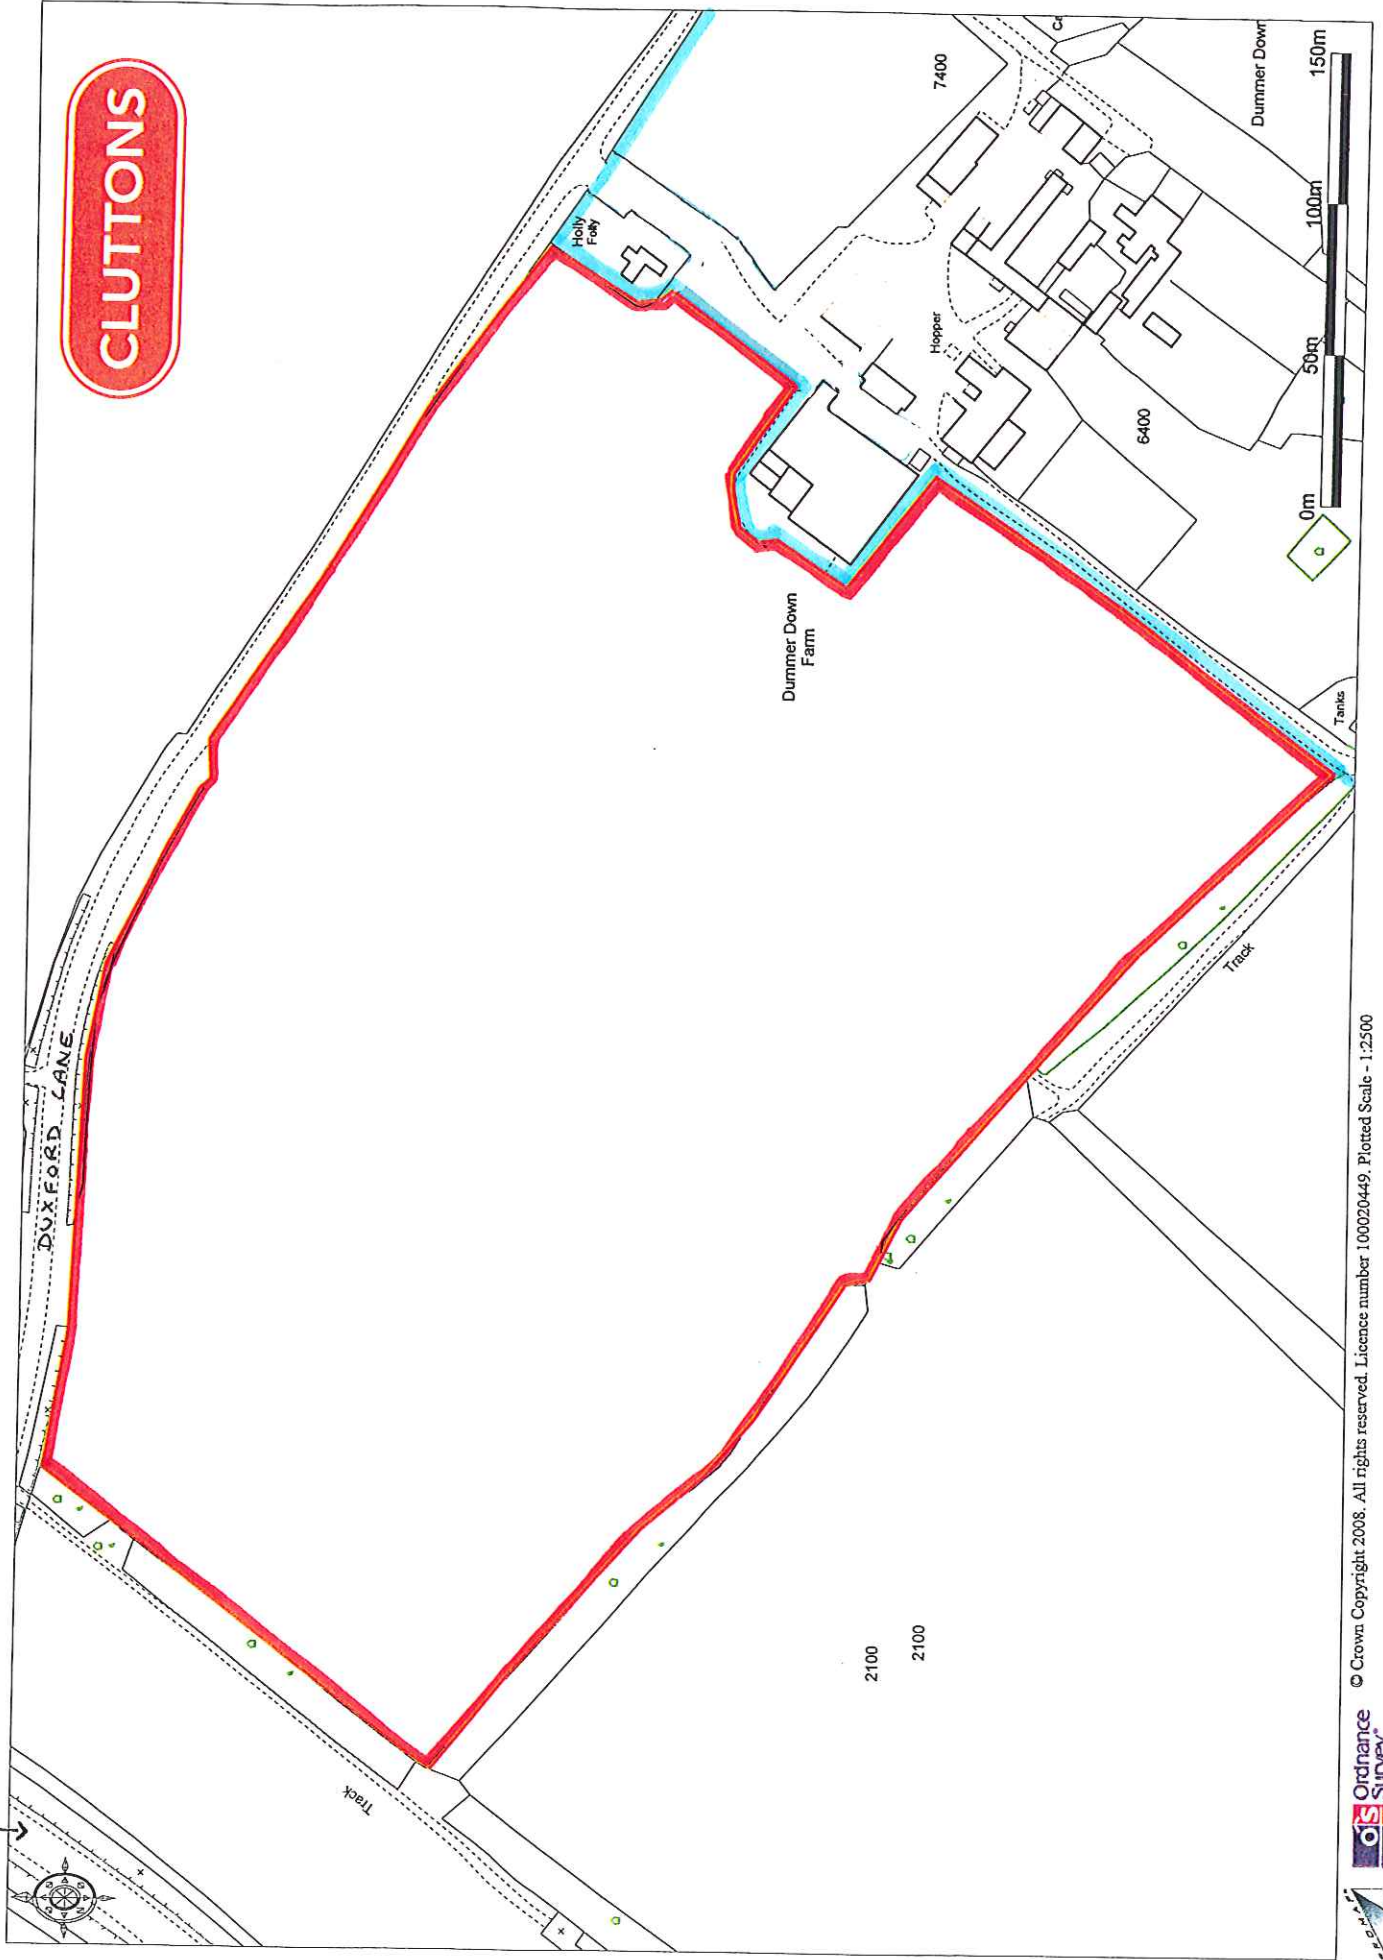 CLUTTONS
DUXFORD LANE
Holly
Folly
7400
Dummer Down
Hopper
6400
Dummer Down
Farm
Tanks
Track
Track
2100
2100
0m 50m 100m 150m
Ordnance
Survey
© Crown Copyright 2008. All rights reserved. Licence number 100020449. Plotted Scale - 1:2500